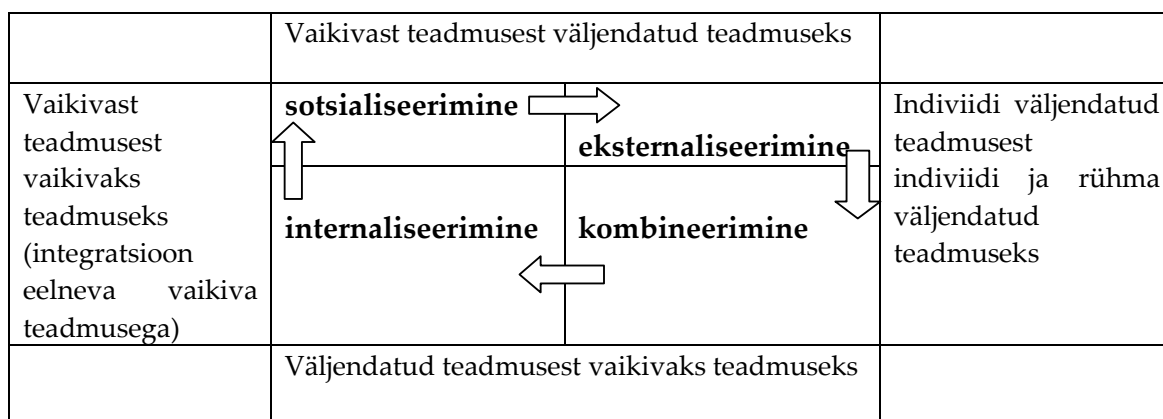 Vaikivast teadmusest väljendatud teadmuseks
Vaikivast
teadmusest
vaikivaks
teadmuseks
(integratsioon
eelneva vaikiva
teadmusega)
sotsialiseerimine
eksternaliseerimine
internaliseerimine
kombineerimine
Indiviidi väljendatud
teadmusest
indiviidi ja rühma
väljendatud
teadmuseks
Väljendatud teadmusest vaikivaks teadmuseks